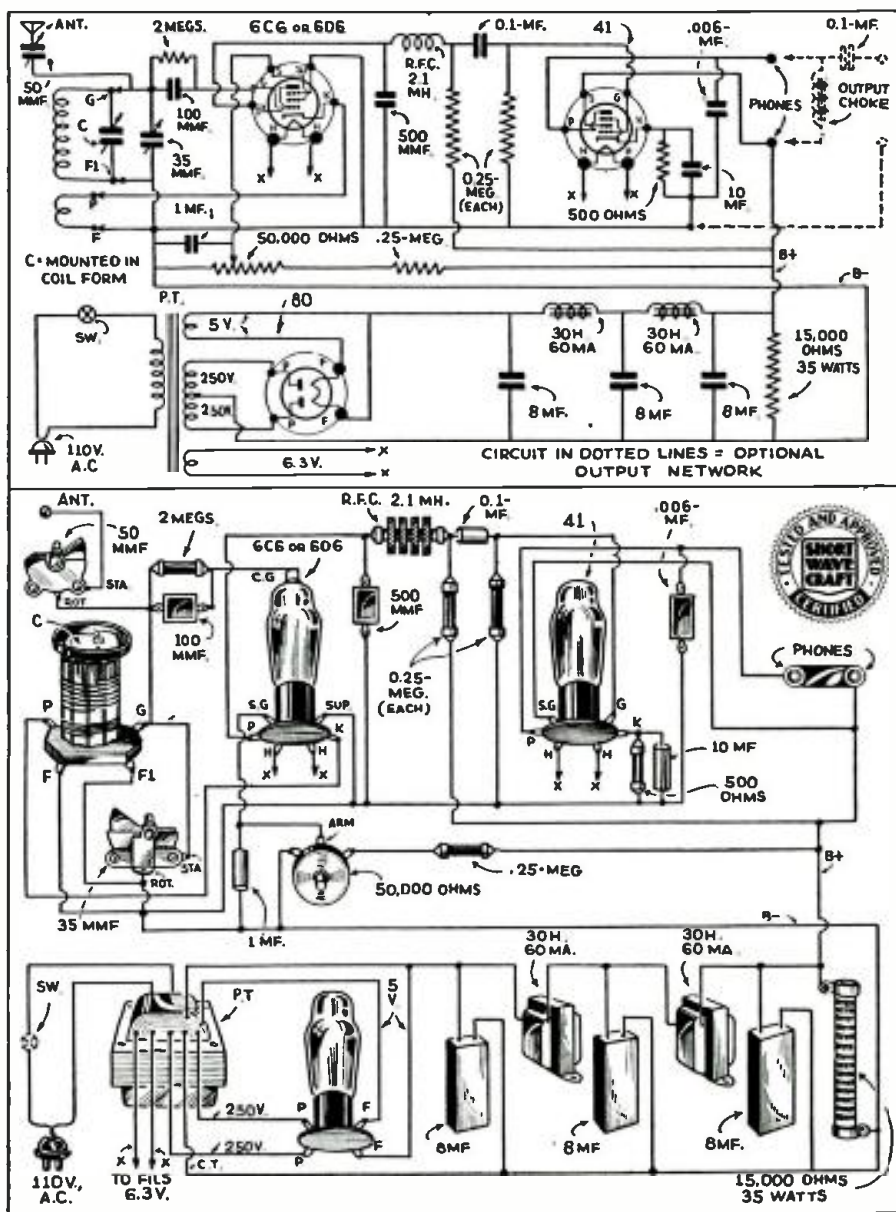 ANT.
2 MEGS.
6C6 OR 6D6
0.1-MF.
41
.006-
MF.
0.1-MF.
50
MMF.
G
C
F1
100
MMF.
35
MMF.
R.F.C.
2.1
MH.
500
MMF.
PHONES
OUTPUT
CHOKE
P
G
K
H
H
X
X
H
H
X
X
0.25-
MEG
(EACH)
500 OHMS
10
MF.
P
F
1 MF.
50,000 OHMS
.25-MEG
B+
B-
C = MOUNTED IN
COIL FORM
P.T.
80
5 V.
SW.
250V.
250V.
P
F
P
F
30H
60MA
30H
60 MA.
15,000
OHMS
35 WATTS
8 MF.
8 MF
8 MF.
110V.
A.C
6.3V.
X
X
CIRCUIT IN DOTTED LINES = OPTIONAL
OUTPUT NETWORK
ANT.
50
MMF
STA
ROT
2 MEGS.
6C6 OR 6D6
C.G
R.F.C. 2.1 MH.
0.1-
MF.
41
.006-
MF.
TESTED AND APPROVED
SHORT
WAVE
CRAFT
CERTIFIED
100
MMF.
500
MMF
C
PHONES
0.25-
MEG.
(EACH)
P
G
F
F1
S.G
SUP.
P
K
H
H
X
X
S.G
G
P
K
H
H
X
X
10 MF
500
OHMS
STA
ROT.
35 MMF
ARM
50,000 OHMS
.25-MEG
B+
1 MF.
B-
30H.
60MA.
30H.
60 MA
SW.
P.T
5
V
P
F
P
F
250V.
250V.
C.T.
X
X
TO FILS
6.3V.
110V.,
A.C.
8MF
8MF
8MF.
15,000 OHMS
35 WATTS